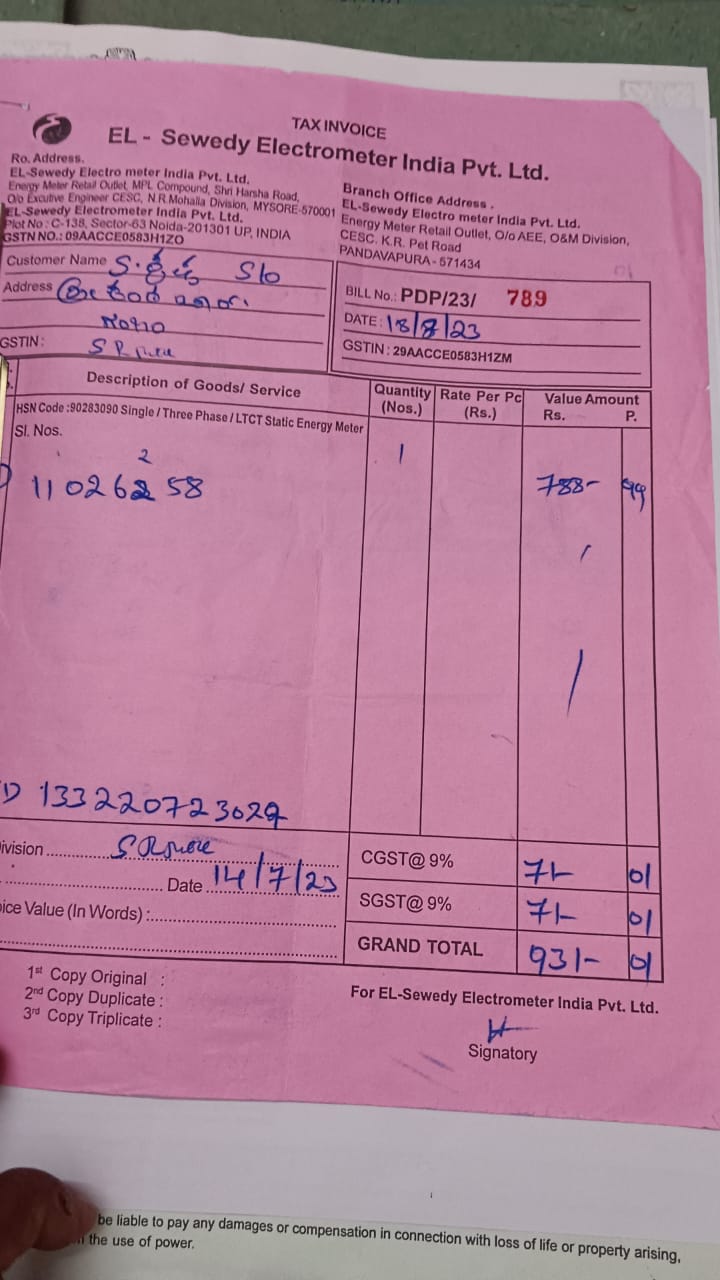 TAX INVOICE
EL - Sewedy Electrometer India Pvt. Ltd.
Ro. Address.
EL-Sewedy Electro meter India Pvt. Ltd.
Energy Meter Retail Outlet, MPL Compound, Shri Harsha Road,
O/o Excutive Engineer CESC, N.R.Mohalla Division, MYSORE-570001
EL-Sewedy Electrometer India Pvt. Ltd.
Plot No : C-138, Sector-63 Noida-201301 UP, INDIA
GSTN NO.: 09AACCE0583H1ZO
Branch Office Address .
EL-Sewedy Electro meter India Pvt. Ltd.
Energy Meter Retail Outlet, O/o AEE, O&M Division,
CESC. K.R. Pet Road
PANDAVAPURA - 571434
Customer Name S/o
Address
GSTIN:
BILL No.: PDP/23/ 789
DATE : 18/8/23
GSTIN : 29AACCE0583H1ZM
Description of Goods/ Service Quantity (Nos.) Rate Per Pc (Rs.) Value Amount Rs. P.
HSN Code :90283090 Single / Three Phase / LTCT Static Energy Meter
Sl. Nos.
2
11026 58 1 788- 99
133220723029
ivision
Date 14/7/23
ice Value (In Words) :
CGST@ 9% 71- 01
SGST@ 9% 71- 01
GRAND TOTAL 931- 01
1st Copy Original :
2nd Copy Duplicate :
3rd Copy Triplicate :
For EL-Sewedy Electrometer India Pvt. Ltd.
Signatory
be liable to pay any damages or compensation in connection with loss of life or property arising,
the use of power.